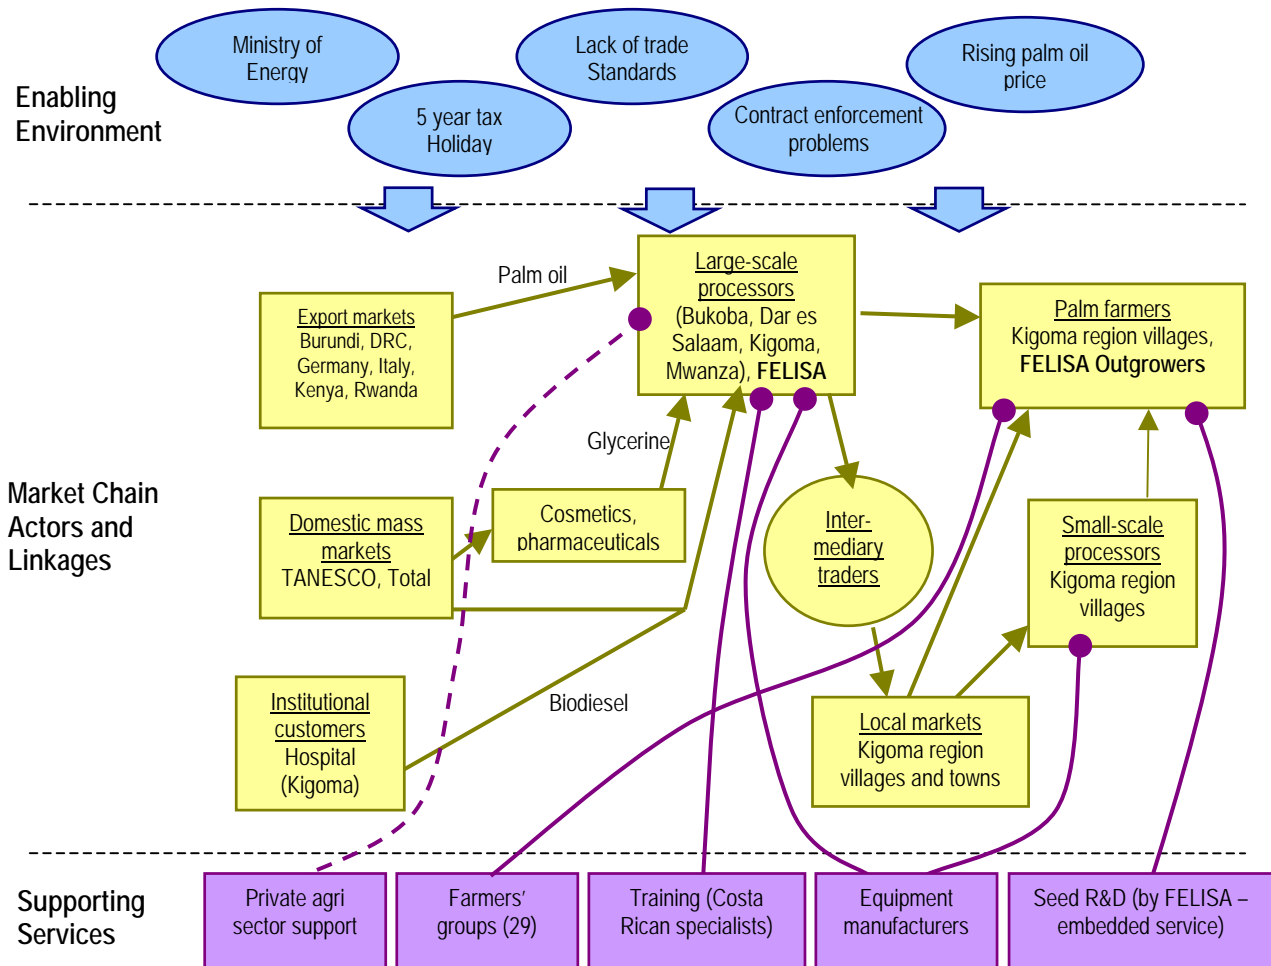 Enabling
Environment
Ministry of
Energy
5 year tax
Holiday
Lack of trade
Standards
Contract enforcement
problems
Rising palm oil
price
Market Chain
Actors and
Linkages
Export markets
Burundi, DRC,
Germany, Italy,
Kenya, Rwanda
Palm oil
Large-scale
processors
(Bukoba, Dar es
Salaam, Kigoma,
Mwanza), FELISA
Palm farmers
Kigoma region villages,
FELISA Outgrowers
Glycerine
Domestic mass
markets
TANESCO, Total
Cosmetics,
pharmaceuticals
Inter-
mediary
traders
Small-scale
processors
Kigoma region
villages
Institutional
customers
Hospital
(Kigoma)
Biodiesel
Local markets
Kigoma region
villages and towns
Supporting
Services
Private agri
sector support
Farmers’
groups (29)
Training (Costa
Rican specialists)
Equipment
manufacturers
Seed R&D (by FELISA –
embedded service)